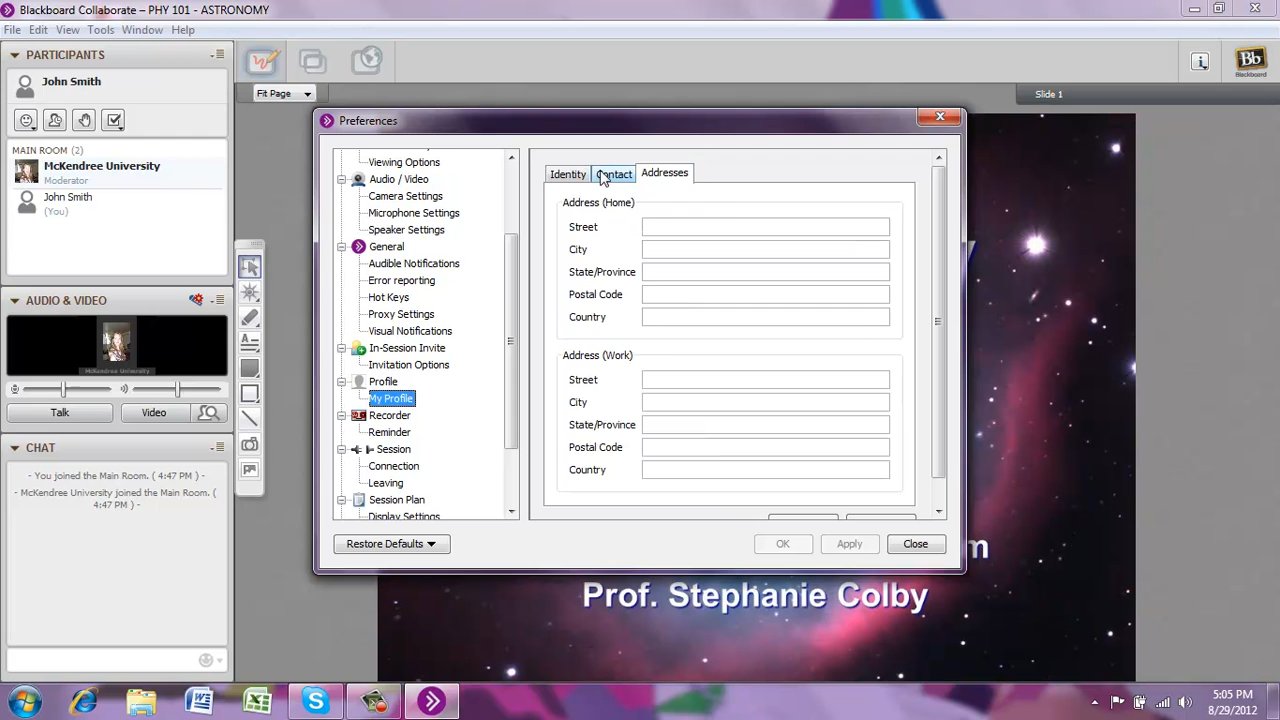 Blackboard Collaborate – PHY 101 - ASTRONOMY
File Edit View Tools Window Help
PARTICIPANTS
John Smith
MAIN ROOM (2)
McKendree University
Moderator
John Smith
(You)
AUDIO & VIDEO
McKendree University
Talk Video
CHAT
- You joined the Main Room. ( 4:47 PM ) -
- McKendree University joined the Main Room. (
4:47 PM ) -
Fit Page
Slide 1
Bb
Blackboard
Preferences
Viewing Options
Audio / Video
Camera Settings
Microphone Settings
Speaker Settings
General
Audible Notifications
Error reporting
Hot Keys
Proxy Settings
Visual Notifications
In-Session Invite
Invitation Options
Profile
My Profile
Recorder
Reminder
Session
Connection
Leaving
Session Plan
Display Settings
Identity Contact Addresses
Address (Home)
Street
City
State/Province
Postal Code
Country
Address (Work)
Street
City
State/Province
Postal Code
Country
Restore Defaults OK Apply Close
Prof. Stephanie Colby
5:05 PM
8/29/2012